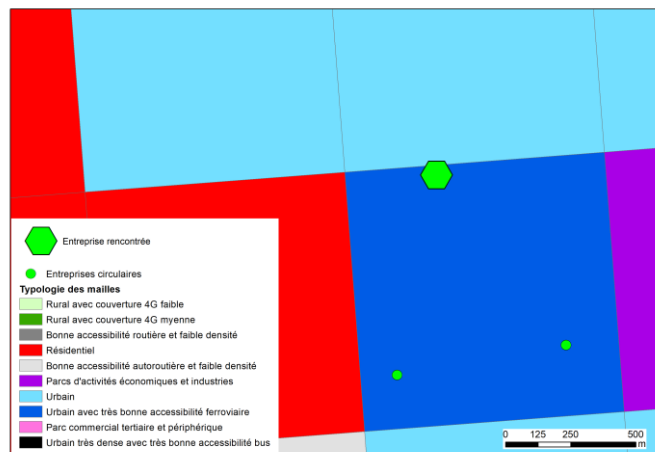 Entreprise rencontrée
Entreprises circulaires
Typologie des mailles
Rural avec couverture 4G faible
Rural avec couverture 4G myenne
Bonne accessibilité routière et faible densité
Résidentiel
Bonne accessibilité autoroutière et faible densité
Parcs d'activités économiques et industries
Urbain
Urbain avec très bonne accessibilité ferroviaire
Parc commercial tertiaire et périphérique
Urbain très dense avec très bonne accessibilité bus
0 125 250 500
m